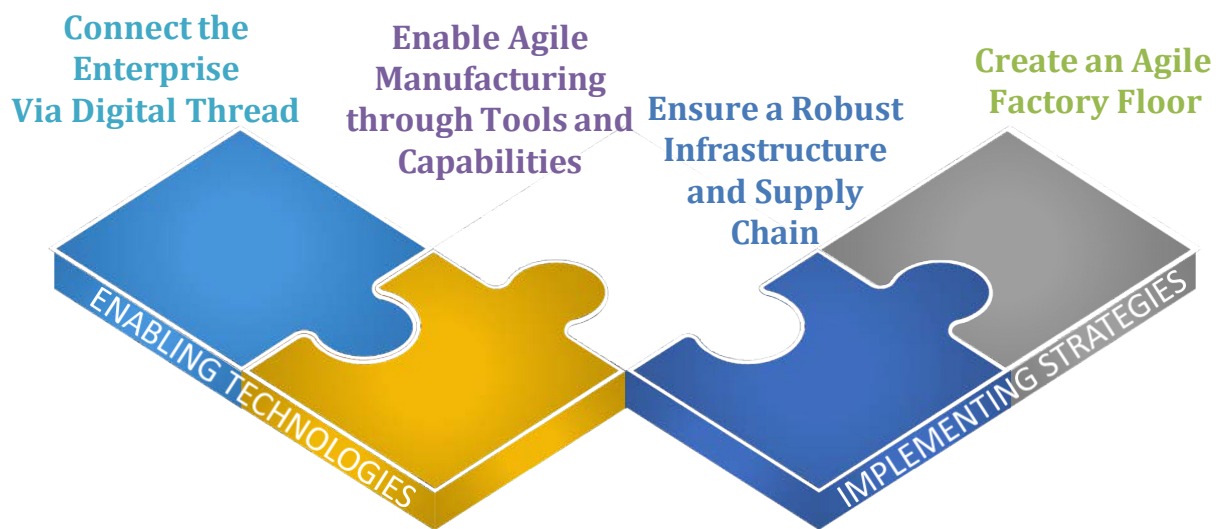 Connect the
Enterprise
Via Digital Thread
Enable Agile
Manufacturing
through Tools and
Capabilities
Ensure a Robust
Infrastructure
and Supply
Chain
Create an Agile
Factory Floor
ENABLING TECHNOLOGIES
IMPLEMENTING STRATEGIES